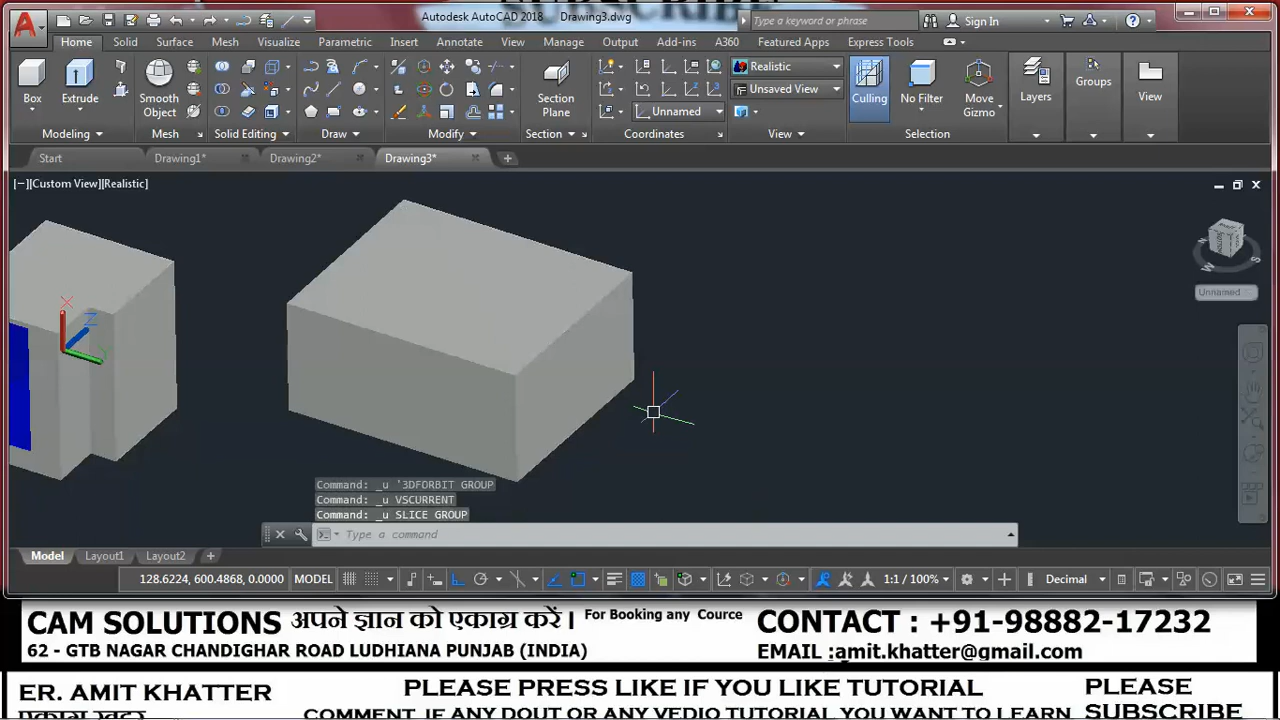 Autodesk AutoCAD 2018 Drawing3.dwg
Type a keyword or phrase
Sign In
Home Solid Surface Mesh Visualize Parametric Insert Annotate View Manage Output Add-ins A360 Featured Apps Express Tools
Box
Extrude
Smooth
Object
Section
Plane
Realistic
Unsaved View
Unnamed
Culling
No Filter
Move
Gizmo
Layers
Groups
View
Modeling Mesh Solid Editing Draw Modify Section Coordinates View Selection
Start Drawing1* Drawing2* Drawing3*
[−][Custom View][Realistic]
X
Z
N
W
S
Unnamed
Command: _u '3DFORBIT GROUP
Command: _u VSCURRENT
Command: _u SLICE GROUP
Type a command
Model Layout1 Layout2
128.6224, 600.4868, 0.0000 MODEL 1:1 / 100% Decimal
CAM SOLUTIONS अपने ज्ञान को एकाग्र करें । For Booking any Cource CONTACT : +91-98882-17232
62 - GTB NAGAR CHANDIGHAR ROAD LUDHIANA PUNJAB (INDIA) EMAIL :amit.khatter@gmail.com
ER. AMIT KHATTER PLEASE PRESS LIKE IF YOU LIKE TUTORIAL PLEASE
COMMENT IF ANY DOUT OR ANY VEDIO TUTORIAL YOU WANT TO LEARN SUBSCRIBE